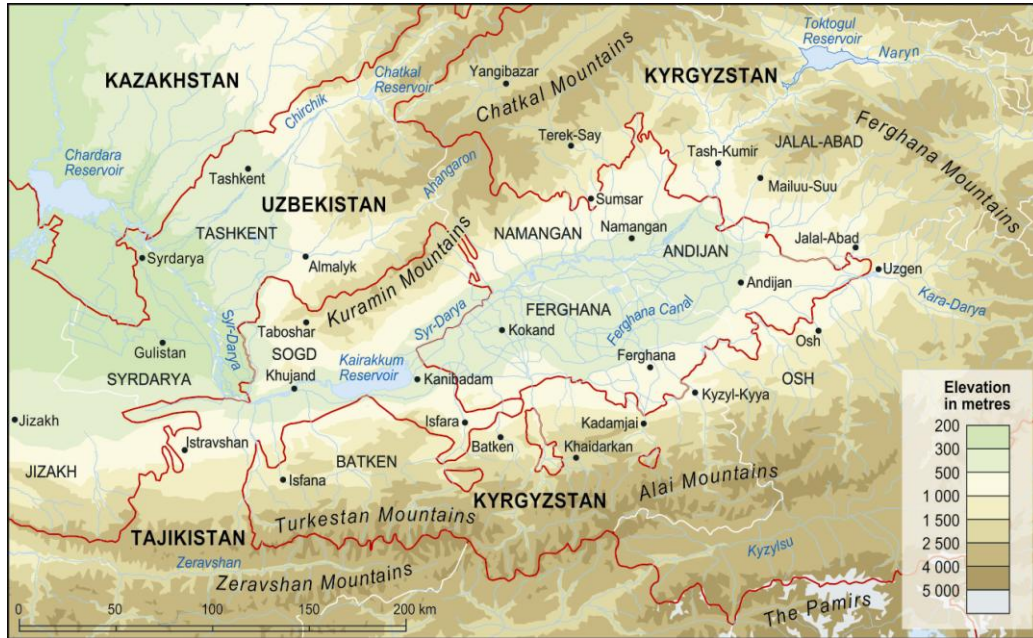 Toktogul
Reservoir
Naryn
KAZAKHSTAN
Chatkal
Reservoir
Yangibazar
KYRGYZSTAN
Chatkal Mountains
Chirchik
Terek-Say
JALAL-ABAD
Ferghana Mountains
Chardara
Reservoir
Tashkent
Ahangaron
Tash-Kumir
Mailuu-Suu
UZBEKISTAN
Sumsar
TASHKENT
NAMANGAN
Namangan
ANDIJAN
Jalal-Abad
Syrdarya
Almalyk
Kuramin Mountains
Uzgen
Andijan
Kara-Darya
Syr-Darya
FERGHANA
Ferghana Canal
Taboshar
Kokand
Osh
Syr-Darya
Gulistan
SOGD
Kairakkum
Reservoir
Khujand
Ferghana
OSH
SYRDARYA
Kanibadam
Kyzyl-Kyya
Jizakh
Isfara
Kadamjai
Istravshan
Batken
Khaidarkan
JIZAKH
BATKEN
Isfana
KYRGYZSTAN
Alai Mountains
Turkestan Mountains
TAJIKISTAN
Zeravshan
Kyzylsu
Zeravshan Mountains
The Pamirs
0 50 100 150 200 km
Elevation
in metres
200
300
500
1 000
1 500
2 500
4 000
5 000